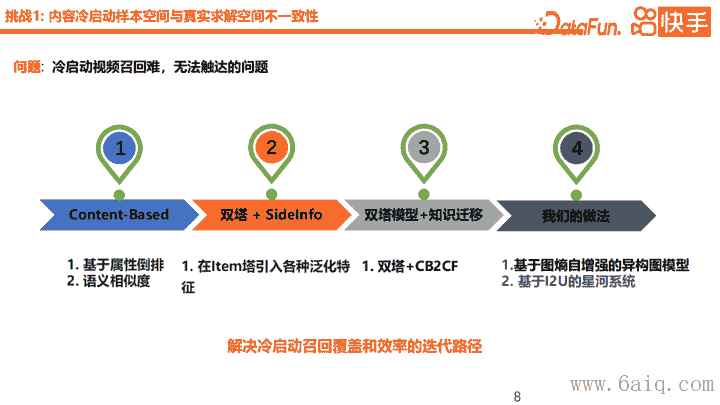 挑战1: 内容冷启动样本空间与真实求解空间不一致性
DataFun.
快手
问题: 冷启动视频召回难，无法触达的问题
1
2
3
4
Content-Based
双塔 + SideInfo
双塔模型+知识迁移
我们的做法
1. 基于属性倒排
2. 语义相似度
1. 在Item塔引入各种泛化特
征
1. 双塔+CB2CF
1.基于图熵自增强的异构图模型
2. 基于I2U的星河系统
解决冷启动召回覆盖和效率的迭代路径
www.6aiq.com
8